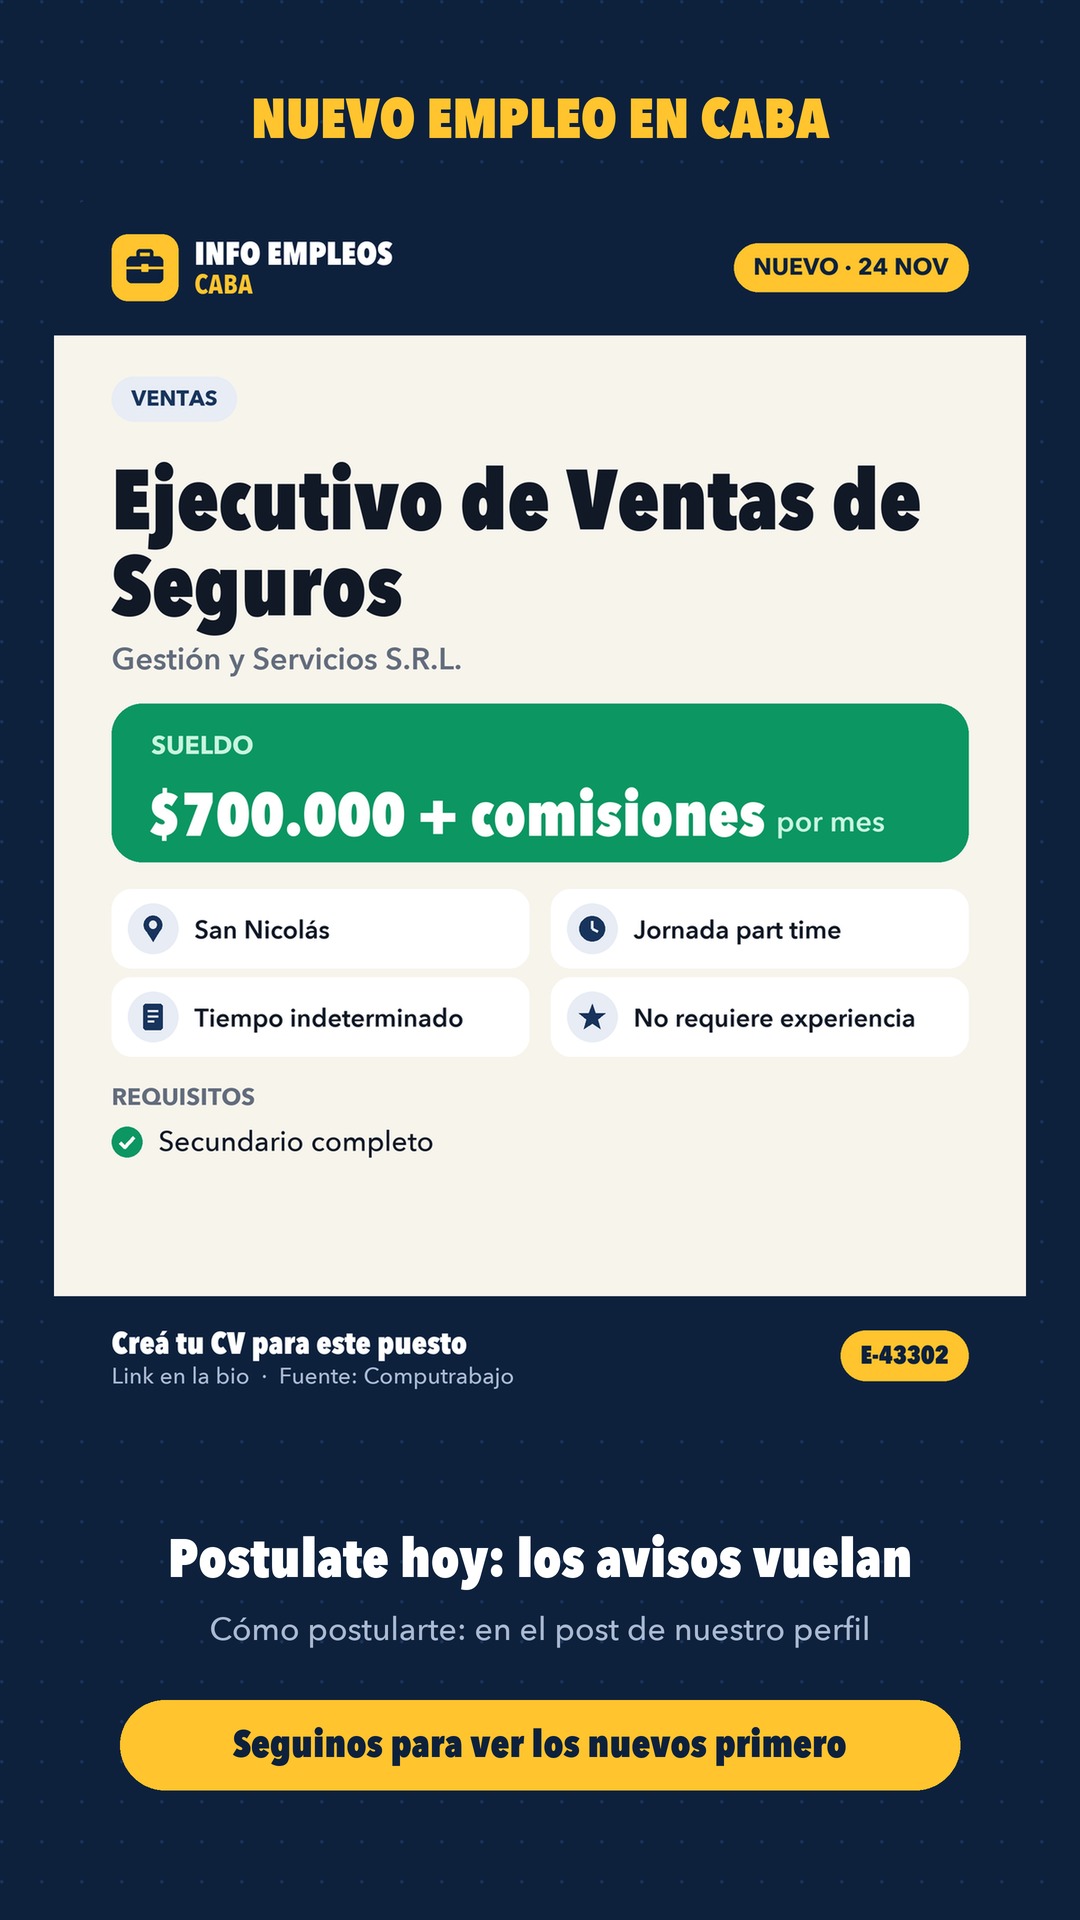 NUEVO EMPLEO EN CABA
INFO EMPLEOS
CABA
NUEVO · 24 NOV
VENTAS
Ejecutivo de Ventas de
Seguros
Gestión y Servicios S.R.L.
SUELDO
$700.000 + comisiones por mes
San Nicolás
Jornada part time
Tiempo indeterminado
No requiere experiencia
REQUISITOS
Secundario completo
Creá tu CV para este puesto
Link en la bio · Fuente: Computrabajo
E-43302
Postulate hoy: los avisos vuelan
Cómo postularte: en el post de nuestro perfil
Seguinos para ver los nuevos primero